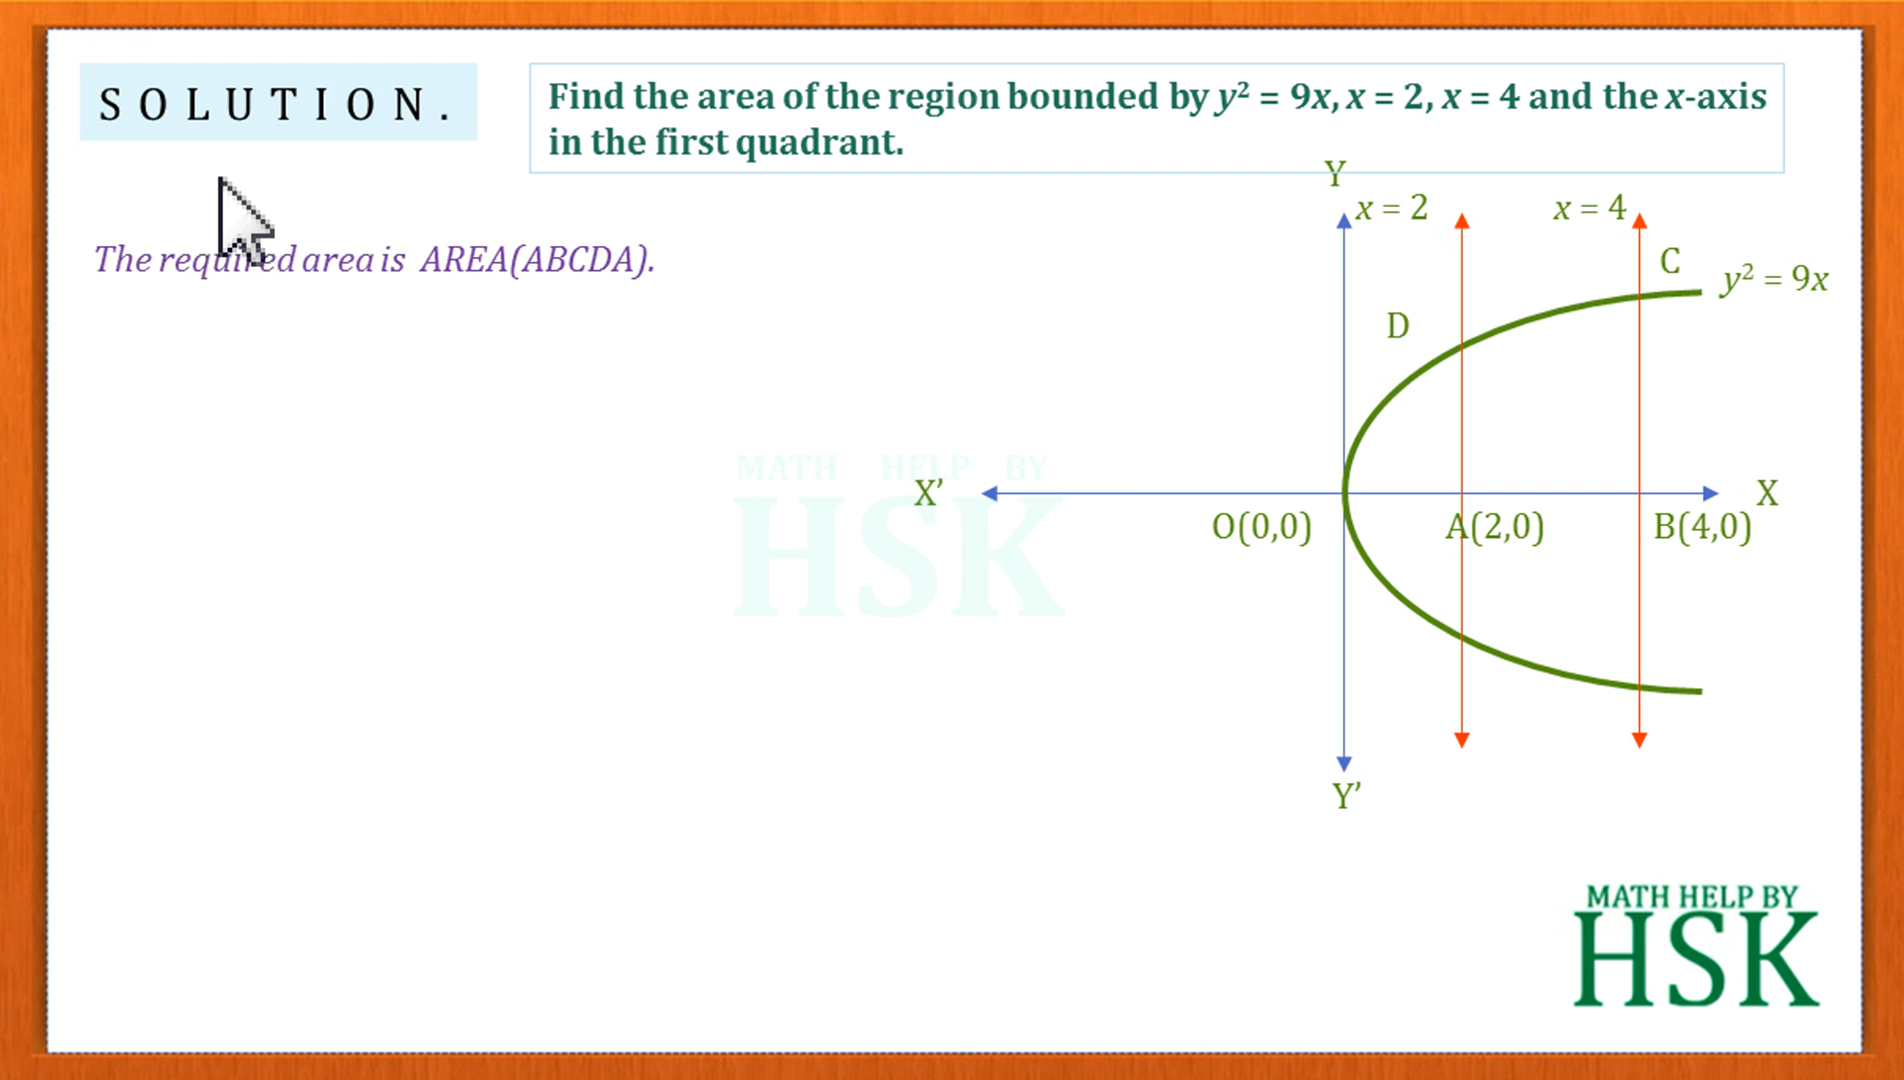 SOLUTION.
Find the area of the region bounded by y² = 9x, x = 2, x = 4 and the x-axis
in the first quadrant.
The required area is AREA(ABCDA).
Y
x = 2
x = 4
C
y² = 9x
D
MATH HELP BY
HSK
X’
X
O(0,0)
A(2,0)
B(4,0)
Y’
MATH HELP BY
HSK